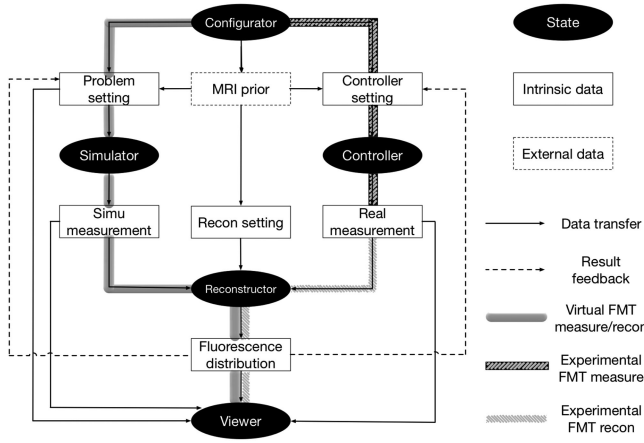 Configurator
State
Problem
setting
MRI prior
Controller
setting
Intrinsic data
Simulator
Controller
External data
Simu
measurement
Recon setting
Real
measurement
Data transfer
Result
feedback
Reconstructor
Virtual FMT
measure/recon
Fluorescence
distribution
Experimental
FMT measure
Viewer
Experimental
FMT recon